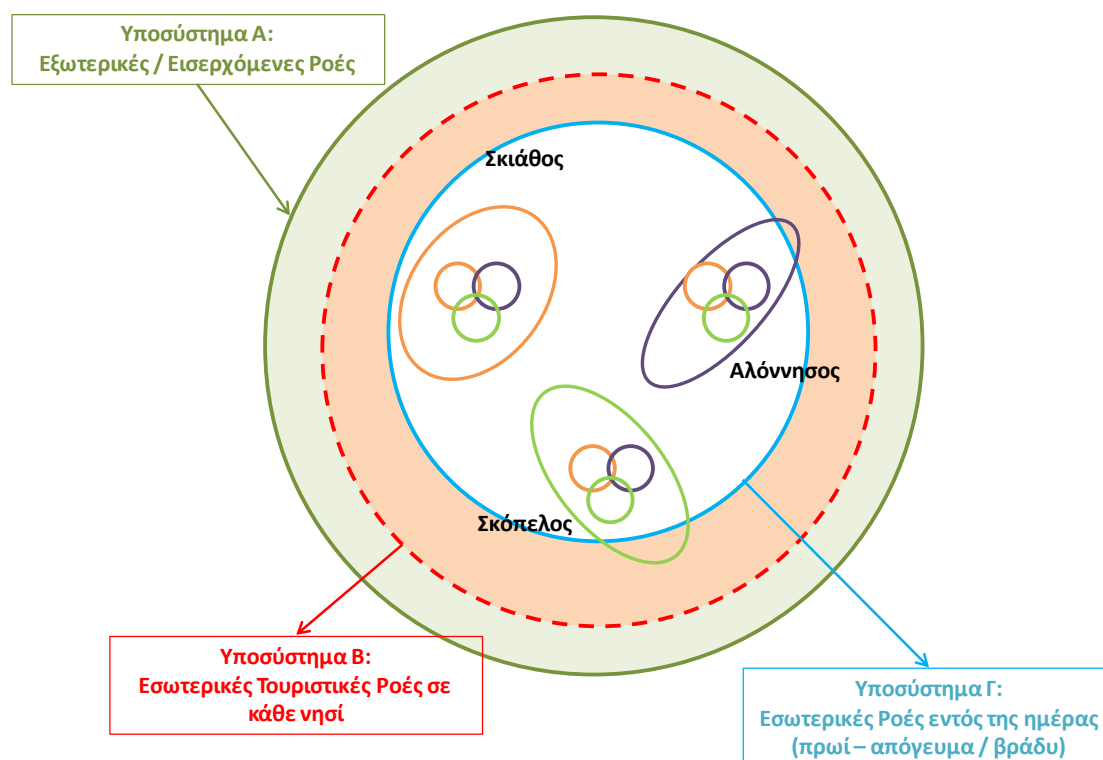 Υποσύστημα Α:
Εξωτερικές / Εισερχόμενες Ροές
Σκιάθος
Αλόννησος
Σκόπελος
Υποσύστημα Β:
Εσωτερικές Τουριστικές Ροές σε
κάθε νησί
Υποσύστημα Γ:
Εσωτερικές Ροές εντός της ημέρας
(πρωί – απόγευμα / βράδυ)